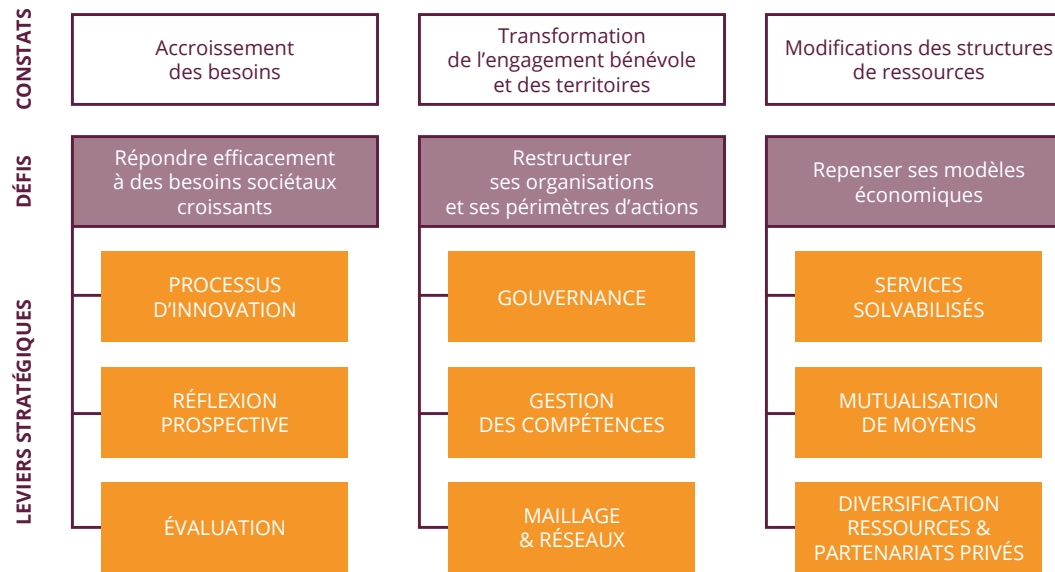 CONSTATS
Accroissement
des besoins
Transformation
de l’engagement bénévole
et des territoires
Modifications des structures
de ressources
DÉFIS
Répondre efficacement
à des besoins sociétaux
croissants
Restructurer
ses organisations
et ses périmètres d’actions
Repenser ses modèles
économiques
LEVIERS STRATÉGIQUES
PROCESSUS
D’INNOVATION
GOUVERNANCE
SERVICES
SOLVABILISÉS
RÉFLEXION
PROSPECTIVE
GESTION
DES COMPÉTENCES
MUTUALISATION
DE MOYENS
ÉVALUATION
MAILLAGE
& RÉSEAUX
DIVERSIFICATION
RESSOURCES &
PARTENARIATS PRIVÉS